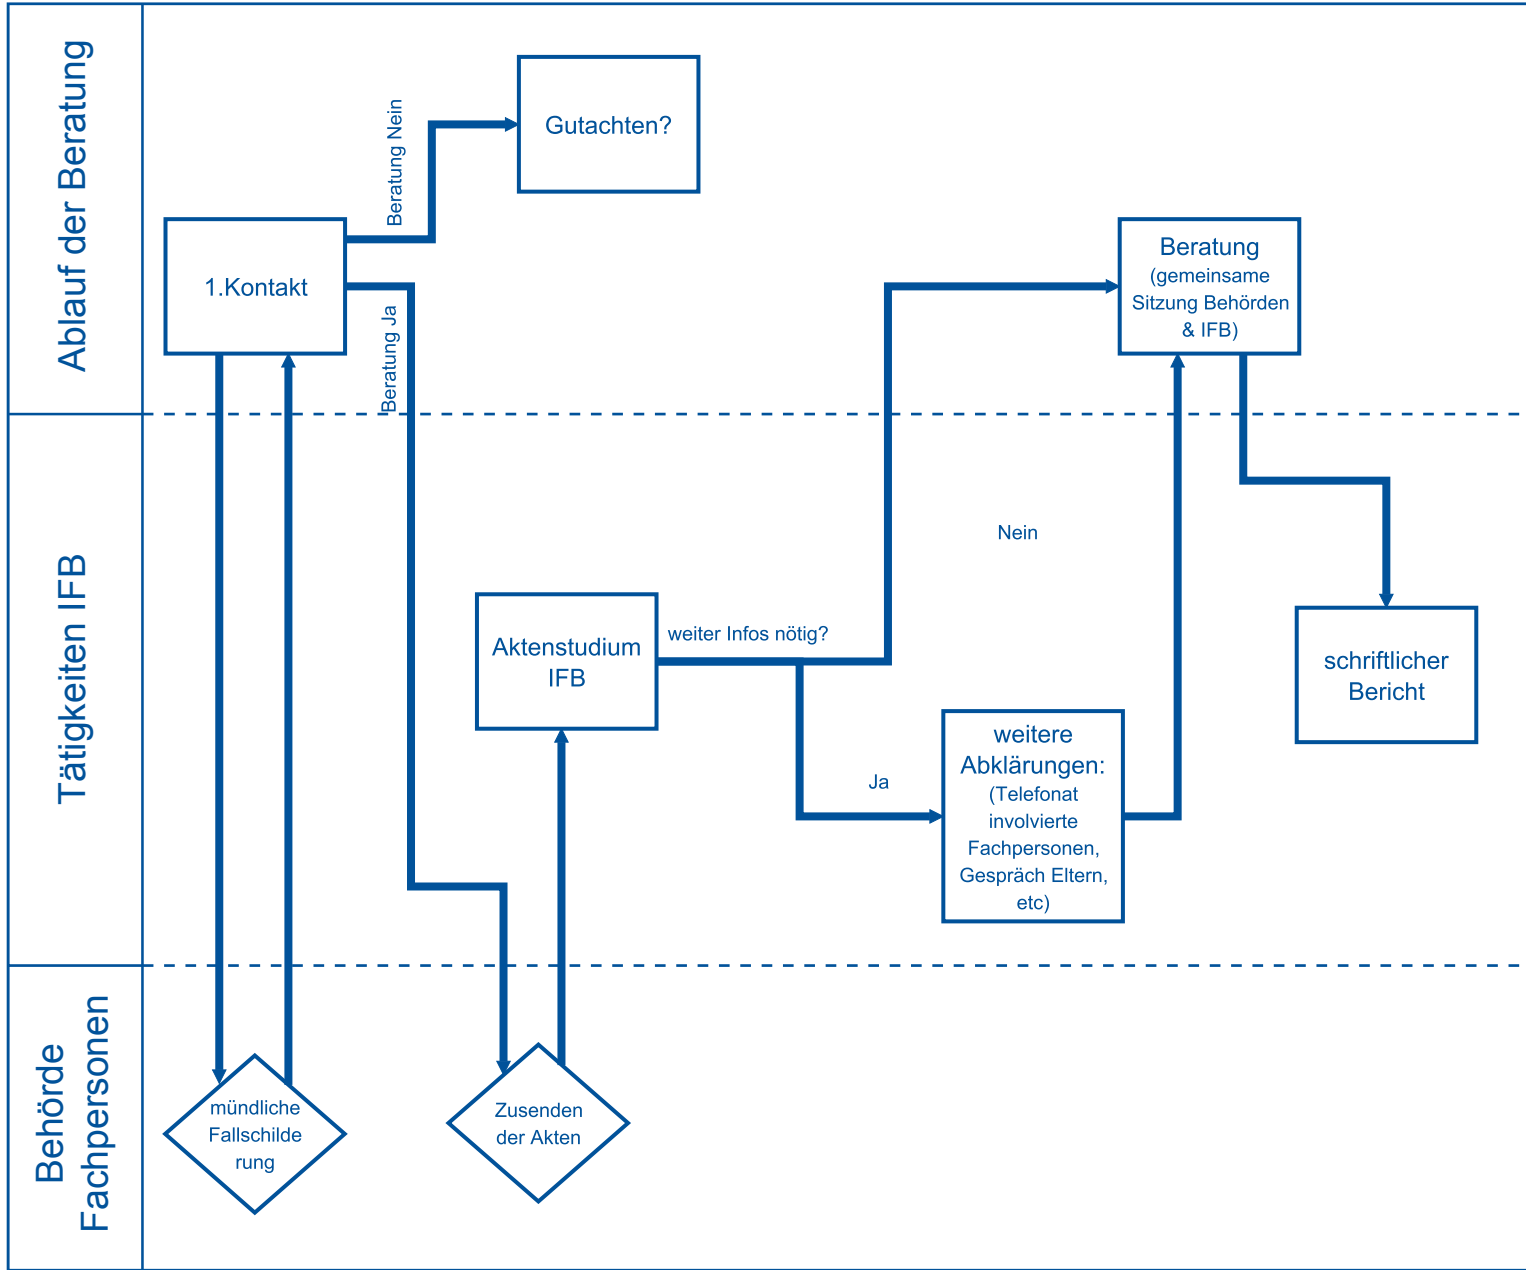 Ablauf der Beratung
Gutachten?
Beratung Nein
1.Kontakt
Beratung Ja
Beratung
(gemeinsame
Sitzung Behörden
& IFB)
Tätigkeiten IFB
Nein
Aktenstudium
IFB
weiter Infos nötig?
schriftlicher
Bericht
Ja
weitere
Abklärungen:
(Telefonat
involvierte
Fachpersonen,
Gespräch Eltern,
etc)
Behörde
Fachpersonen
mündliche
Fallschilde
rung
Zusenden
der Akten